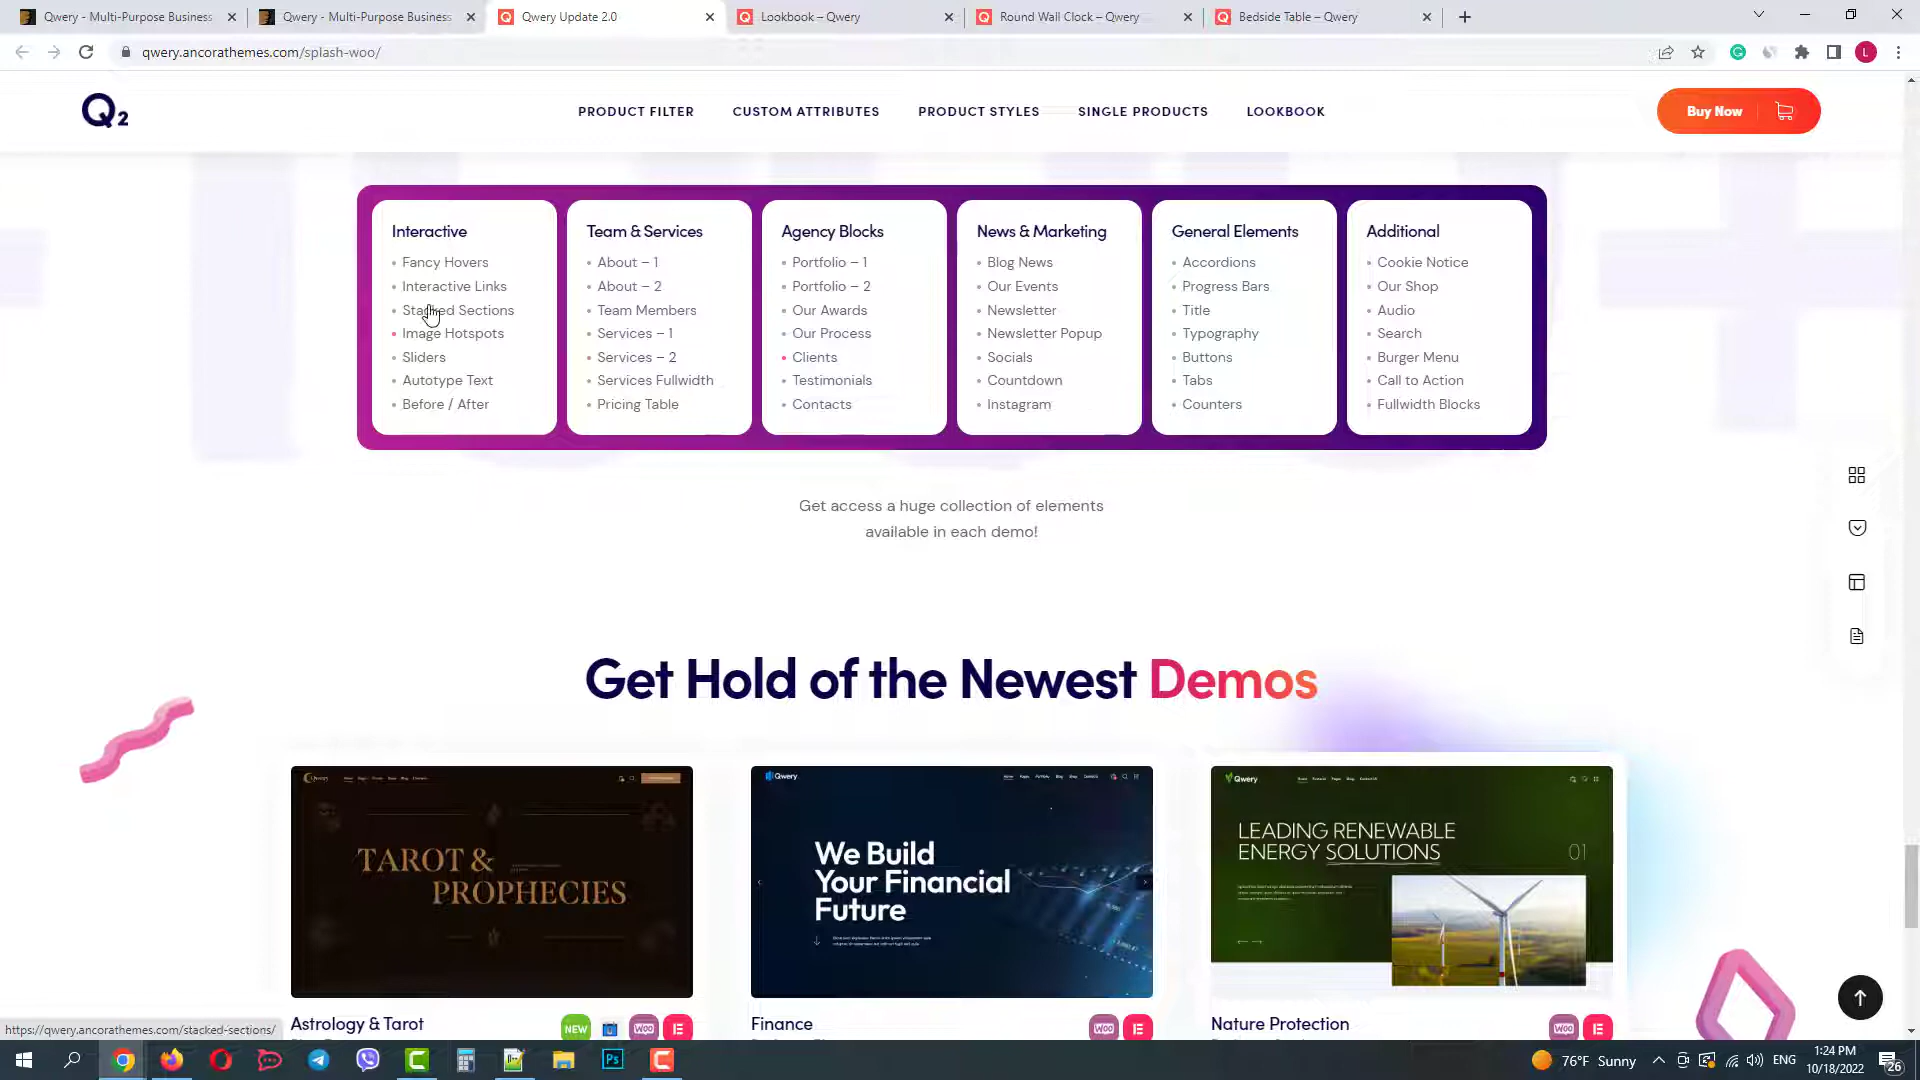 Qwery - Multi-Purpose Business
Qwery - Multi-Purpose Business
Qwery Update 2.0
Lookbook – Qwery
Round Wall Clock – Qwery
Bedside Table – Qwery
qwery.ancorathemes.com/splash-woo/
L
Q2
PRODUCT FILTER
CUSTOM ATTRIBUTES
PRODUCT STYLES
SINGLE PRODUCTS
LOOKBOOK
Buy Now
Interactive
Fancy Hovers
Interactive Links
Stacked Sections
Image Hotspots
Sliders
Autotype Text
Before / After
Team & Services
About – 1
About – 2
Team Members
Services – 1
Services – 2
Services Fullwidth
Pricing Table
Agency Blocks
Portfolio – 1
Portfolio – 2
Our Awards
Our Process
Clients
Testimonials
Contacts
News & Marketing
Blog News
Our Events
Newsletter
Newsletter Popup
Socials
Countdown
Instagram
General Elements
Accordions
Progress Bars
Title
Typography
Buttons
Tabs
Counters
Additional
Cookie Notice
Our Shop
Audio
Search
Burger Menu
Call to Action
Fullwidth Blocks
Get access a huge collection of elements
available in each demo!
Get Hold of the Newest Demos
Qwery
TAROT &
PROPHECIES
Qwery
We Build
Your Financial
Future
Qwery
LEADING RENEWABLE
ENERGY SOLUTIONS
01
Astrology & Tarot
NEW
WOO
Finance
WOO
Nature Protection
WOO
https://qwery.ancorathemes.com/stacked-sections/
Ps
76°F Sunny
ENG
1:24 PM
10/18/2022
26